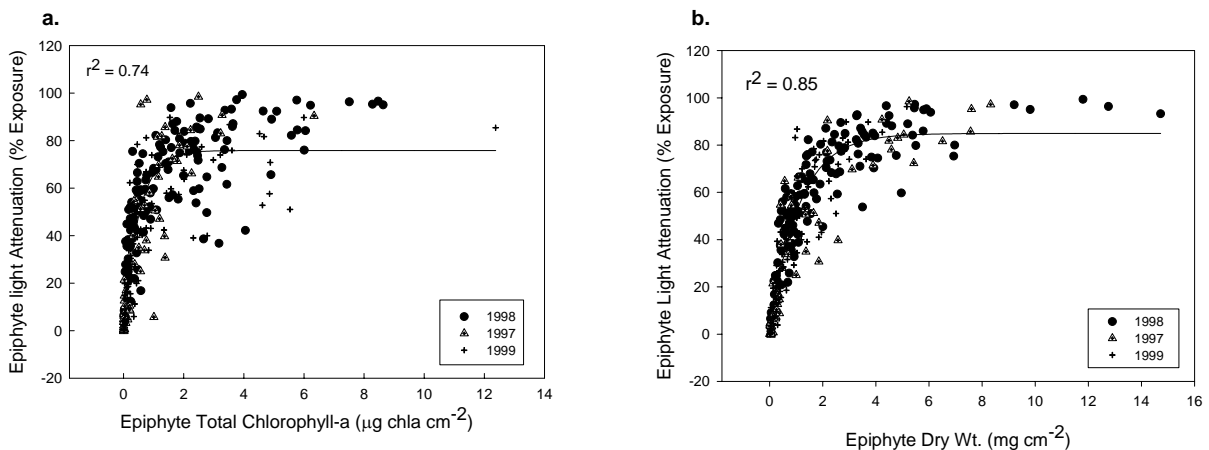 a.
Epiphyte light Attenuation (% Exposure)
120
100
80
60
40
20
0
-20
r² = 0.74
1998
1997
1999
0 2 4 6 8 10 12 14
Epiphyte Total Chlorophyll-a (μg chla cm⁻²)
b.
Epiphyte Light Attenuation (% Exposure)
120
100
80
60
40
20
0
-20
r² = 0.85
1998
1997
1999
0 2 4 6 8 10 12 14 16
Epiphyte Dry Wt. (mg cm⁻²)